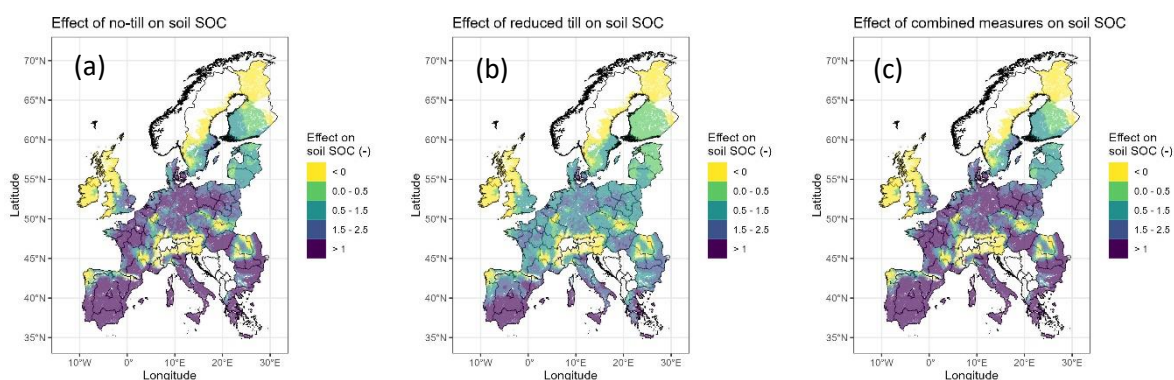 Effect of no-till on soil SOC
(a)
70°N
65°N
60°N
55°N
50°N
45°N
40°N
35°N
Latitude
10°W 0° 10°E 20°E 30°E
Longitude
Effect on
soil SOC (-)
< 0
0.0 - 0.5
0.5 - 1.5
1.5 - 2.5
> 1
Effect of reduced till on soil SOC
(b)
70°N
65°N
60°N
55°N
50°N
45°N
40°N
35°N
Latitude
10°W 0° 10°E 20°E 30°E
Longitude
Effect on
soil SOC (-)
< 0
0.0 - 0.5
0.5 - 1.5
1.5 - 2.5
> 1
Effect of combined measures on soil SOC
(c)
70°N
65°N
60°N
55°N
50°N
45°N
40°N
35°N
Latitude
10°W 0° 10°E 20°E 30°E
Longitude
Effect on
soil SOC (-)
< 0
0.0 - 0.5
0.5 - 1.5
1.5 - 2.5
> 1